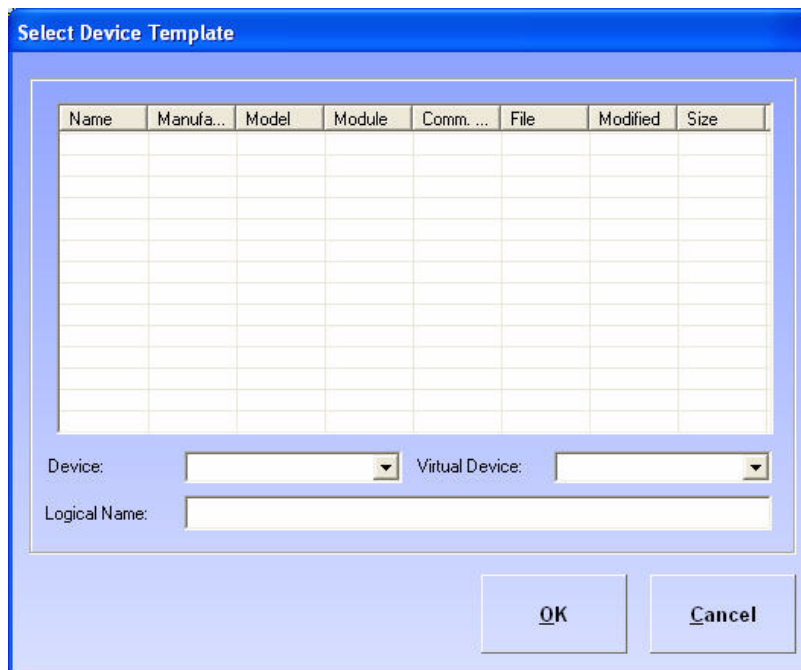 Select Device Template
Name Manufa... Model Module Comm. ... File Modified Size
Device: Virtual Device:
Logical Name:
OK Cancel